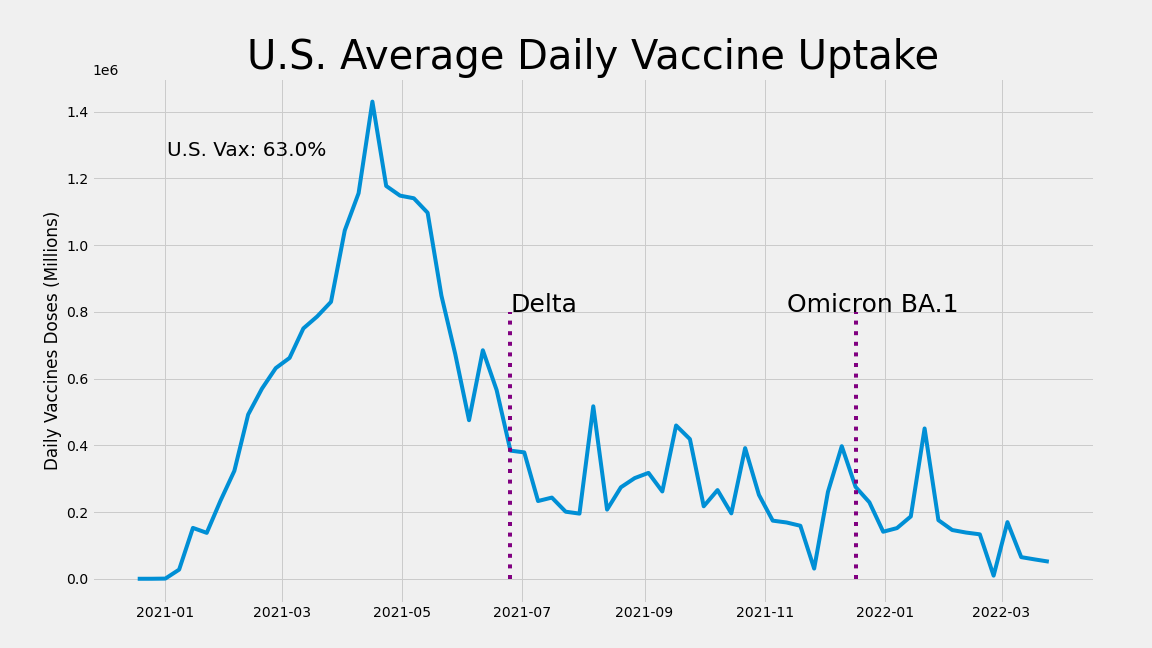 U.S. Average Daily Vaccine Uptake
1e6
1.4
U.S. Vax: 63.0%
1.2
1.0
Daily Vaccines Doses (Millions)
Delta
Omicron BA.1
0.8
0.6
0.4
0.2
0.0
2021-01 2021-03 2021-05 2021-07 2021-09 2021-11 2022-01 2022-03